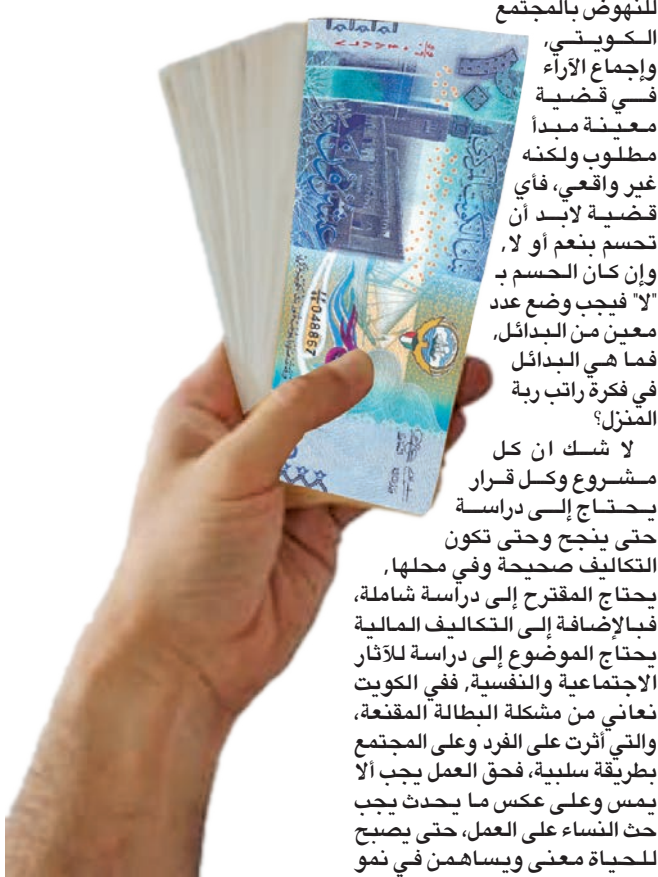 للنهوض بالمجتمع
الكويتي,
وإجماع الآراء
في قضية
معينة مبدأ
مطلوب ولكنه
غير واقعي، فأي
قضية لابد أن
تحسم بنعم أو لا,
وإن كان الحسم بـ
"لا" فيجب وضع عدد
معين من البدائل,
فما هي البدائل
في فكرة راتب ربة
المنزل؟
لا شك ان كل
مشروع وكل قرار
يحتاج إلى دراسة
حتى ينجح وحتى تكون
التكاليف صحيحة وفي محلها,
يحتاج المقترح إلى دراسة شاملة،
فبالإضافة إلى التكاليف المالية
يحتاج الموضوع إلى دراسة للآثار
الاجتماعية والنفسية, ففي الكويت
نعاني من مشكلة البطالة المقنعة،
والتي أثرت على الفرد وعلى المجتمع
بطريقة سلبية، فحق العمل يجب ألا
يمس وعلى عكس ما يحدث يجب
حث النساء على العمل، حتى يصبح
للحياة معنى ويساهمن في نمو
048867